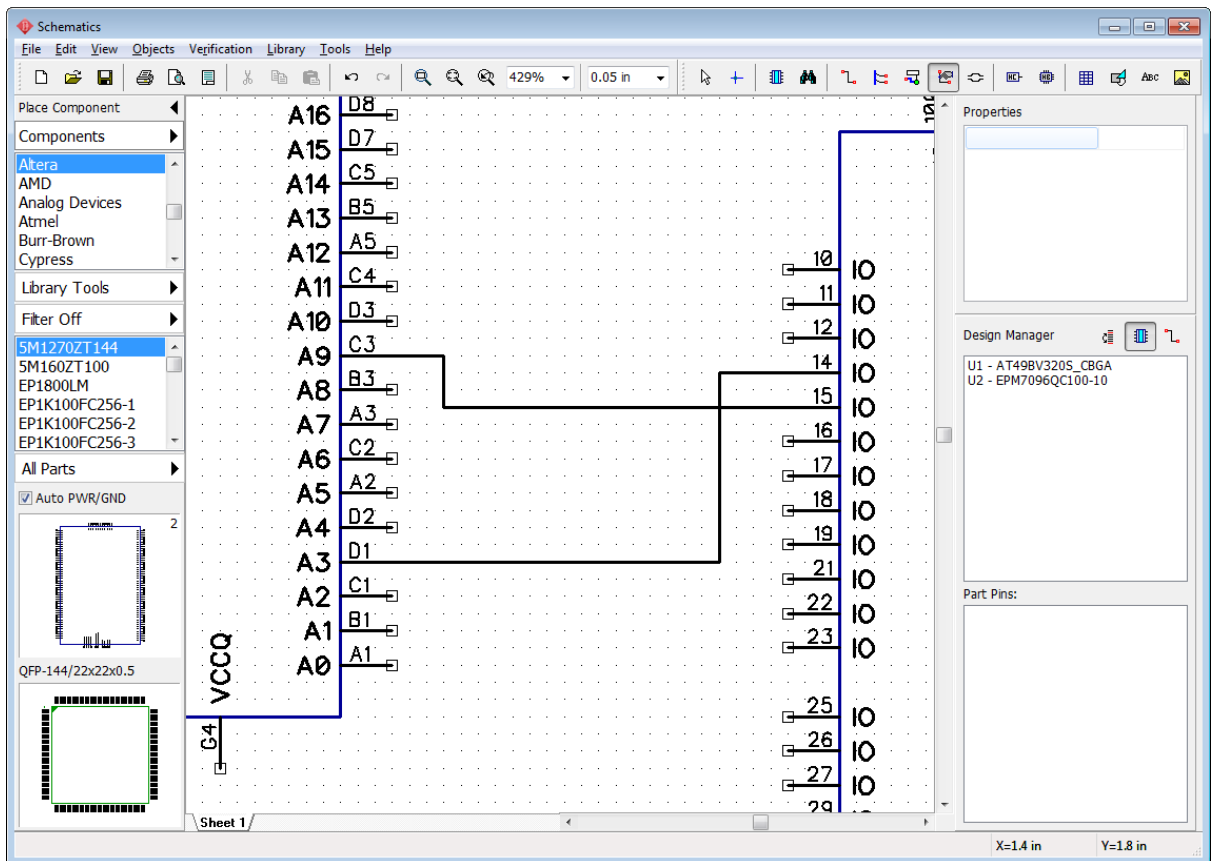 Schematics
File Edit View Objects Verification Library Tools Help
429% 0.05 in ABC
Place Component
Components
Altera
AMD
Analog Devices
Atmel
Burr-Brown
Cypress
Library Tools
Filter Off
5M1270ZT144
5M160ZT100
EP1800LM
EP1K100FC256-1
EP1K100FC256-2
EP1K100FC256-3
All Parts
Auto PWR/GND
2
QFP-144/22x22x0.5
A16 D8
A15 D7
A14 C5
A13 B5
A12 A5
A11 C4
A10 D3
A9 C3
A8 B3
A7 A3
A6 C2
A5 A2
A4 D2
A3 D1
A2 C1
A1 B1
A0 A1
VCCQ
G4
10 IO
11 IO
12 IO
14 IO
15 IO
16 IO
17 IO
18 IO
19 IO
21 IO
22 IO
23 IO
25 IO
26 IO
27 IO
29
Sheet 1
Properties
Design Manager
U1 - AT49BV320S_CBGA
U2 - EPM7096QC100-10
Part Pins:
X=1.4 in Y=1.8 in